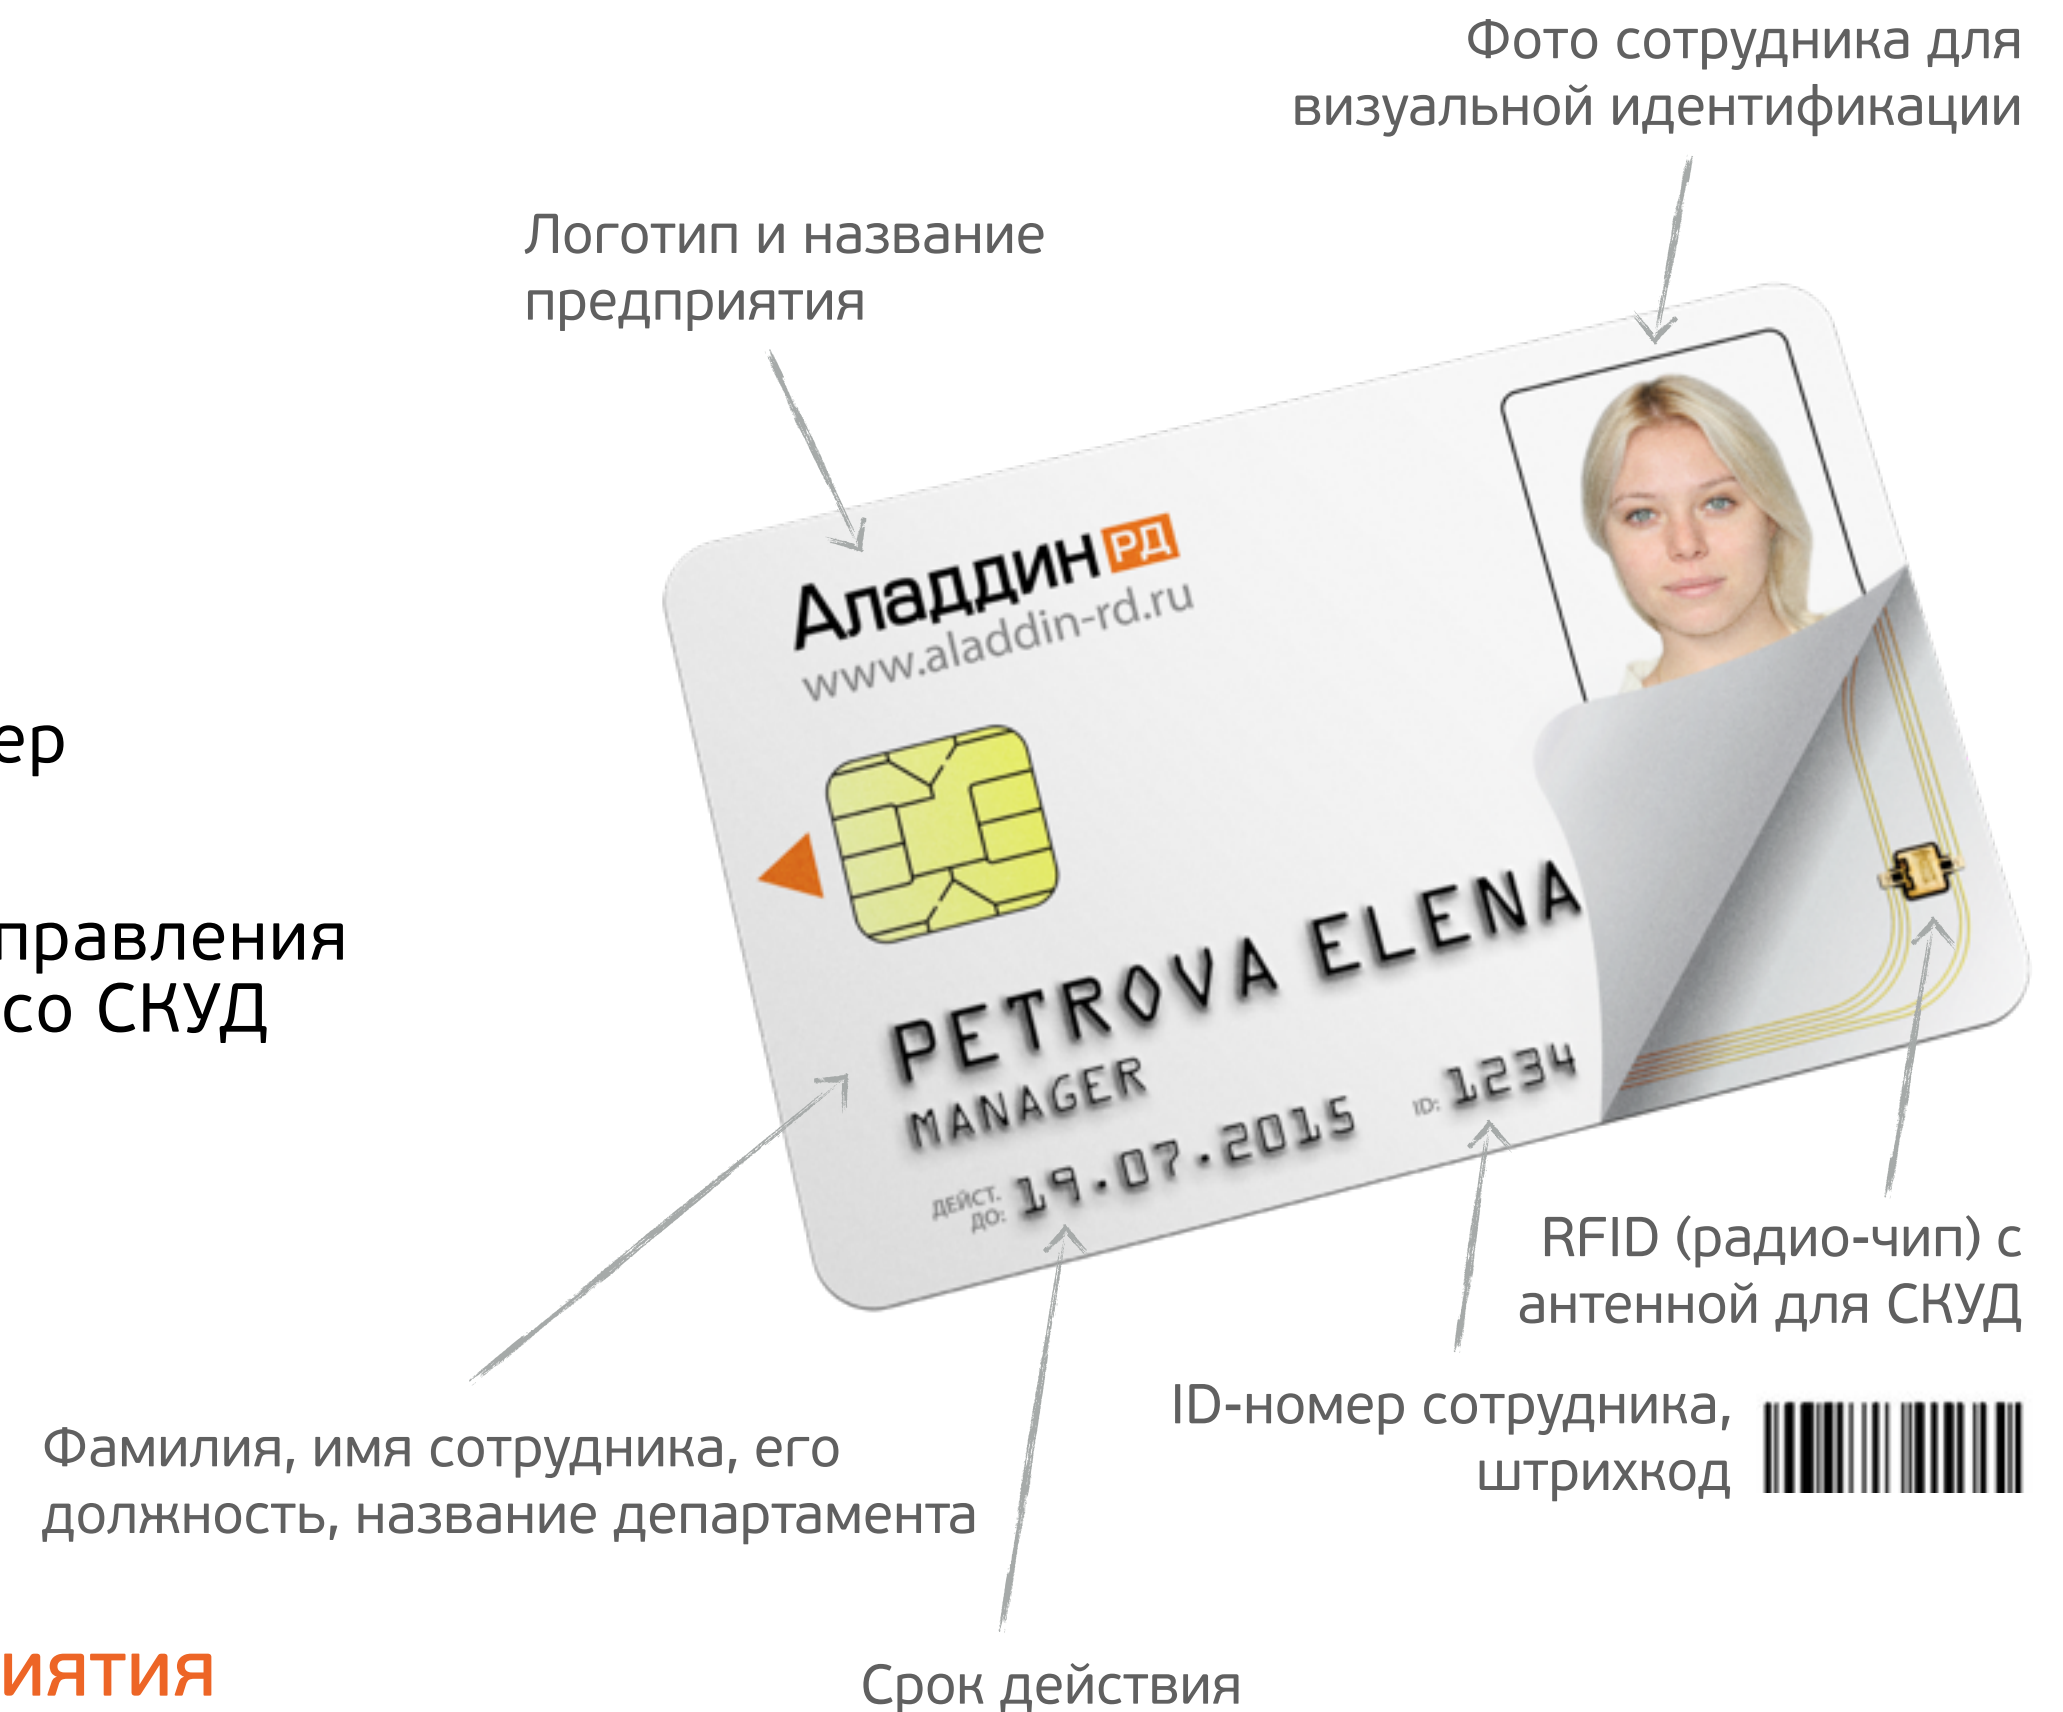 Фото сотрудника для
визуальной идентификации
Логотип и название
предприятия
Аладдин РД
www.aladdin-rd.ru
ер
правления
со СКУД
PETROVA ELENA
MANAGER
ДЕЙСТ.
ДО: 19.07.2015
ID: 1234
RFID (радио-чип) с
антенной для СКУД
ID-номер сотрудника,
штрихкод
Фамилия, имя сотрудника, его
должность, название департамента
Срок действия
иятия